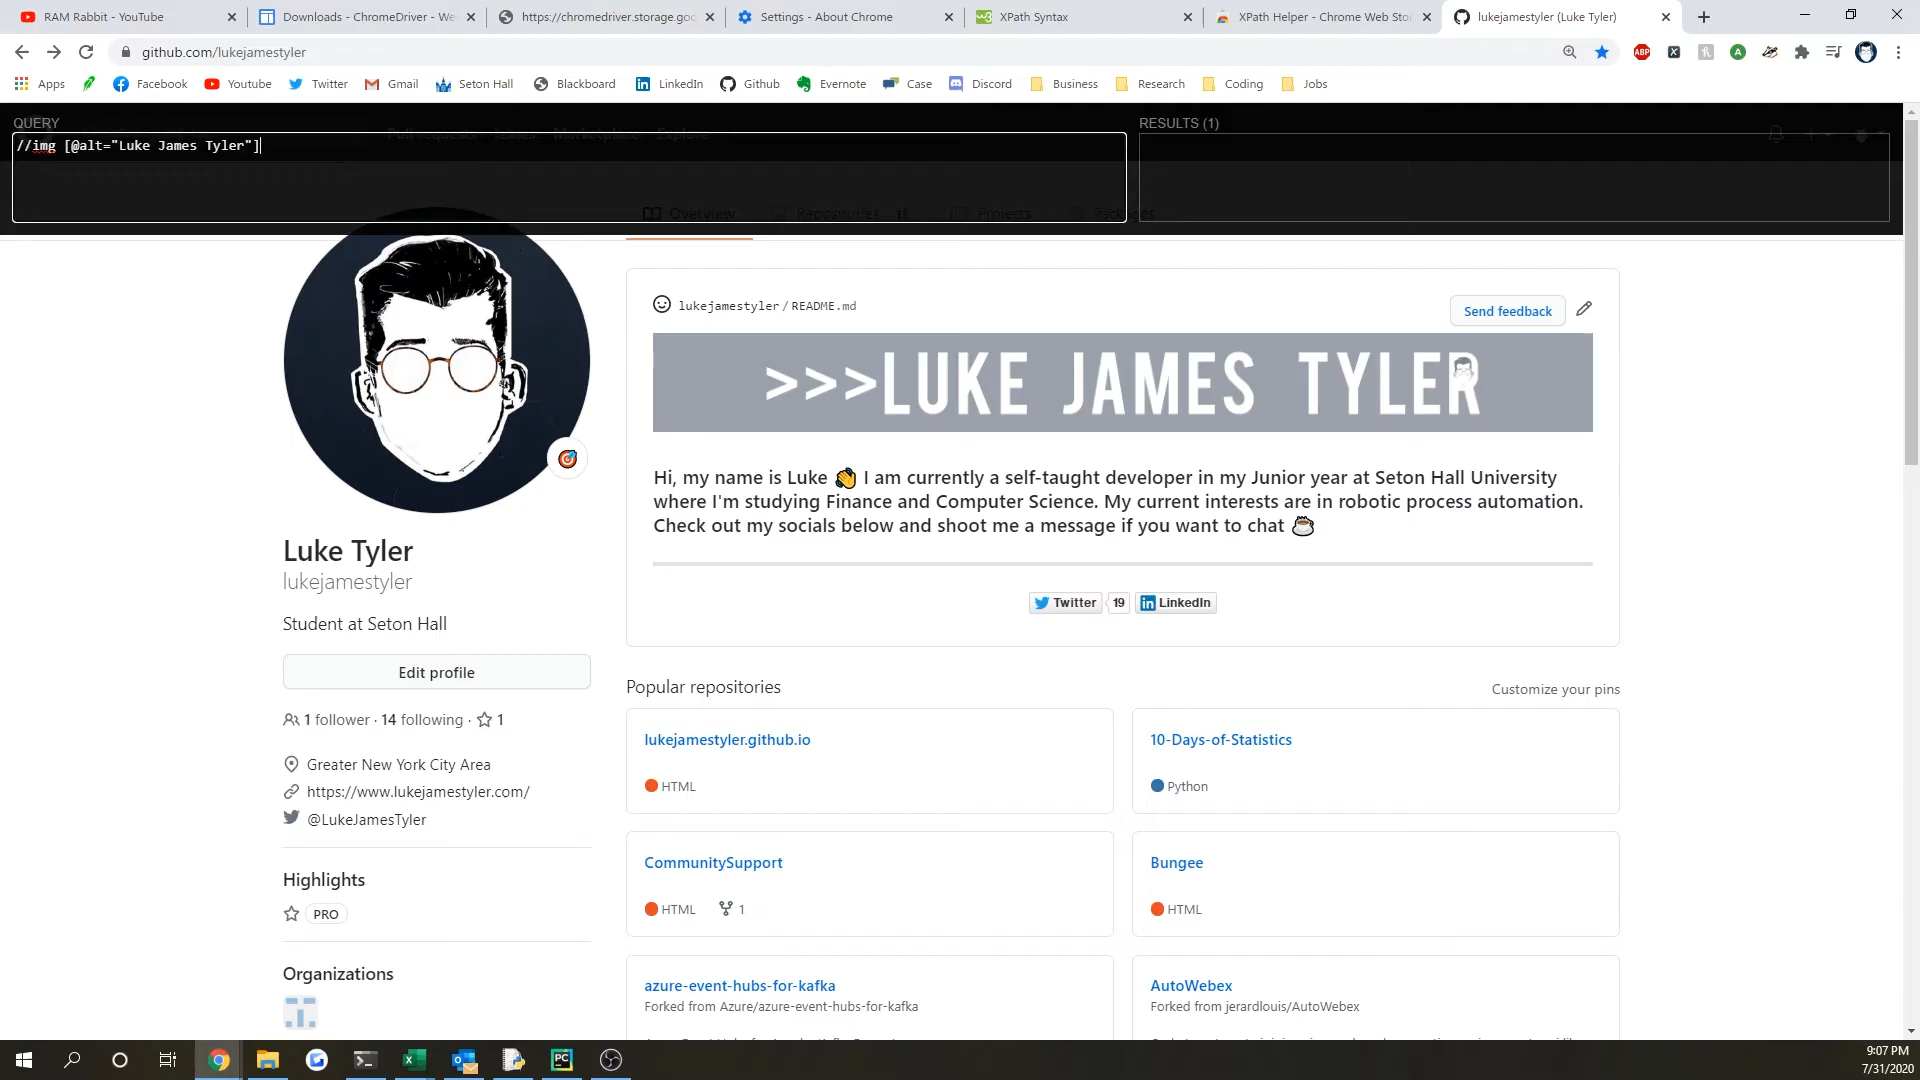 RAM Rabbit - YouTube
Downloads - ChromeDriver - We
https://chromedriver.storage.goo
Settings - About Chrome
XPath Syntax
XPath Helper - Chrome Web Stor
lukejamestyler (Luke Tyler)
github.com/lukejamestyler
ABP
Apps
Facebook
Youtube
Twitter
Gmail
Seton Hall
Blackboard
LinkedIn
Github
Evernote
Case
Discord
Business
Research
Coding
Jobs
QUERY
RESULTS (1)
//img [@alt="Luke James Tyler"]
Overview
Repositories 13
Projects
Packages
lukejamestyler / README.md
Send feedback
>>>LUKE JAMES TYLER
Hi, my name is Luke 👋 I am currently a self-taught developer in my Junior year at Seton Hall University
where I'm studying Finance and Computer Science. My current interests are in robotic process automation.
Check out my socials below and shoot me a message if you want to chat ☕
Twitter 19 LinkedIn
Luke Tyler
lukejamestyler
Student at Seton Hall
Edit profile
1 follower · 14 following · 1
Greater New York City Area
https://www.lukejamestyler.com/
@LukeJamesTyler
Highlights
PRO
Organizations
Popular repositories
Customize your pins
lukejamestyler.github.io
HTML
10-Days-of-Statistics
Python
CommunitySupport
HTML 1
Bungee
HTML
azure-event-hubs-for-kafka
Forked from Azure/azure-event-hubs-for-kafka
AutoWebex
Forked from jerardlouis/AutoWebex
9:07 PM
7/31/2020